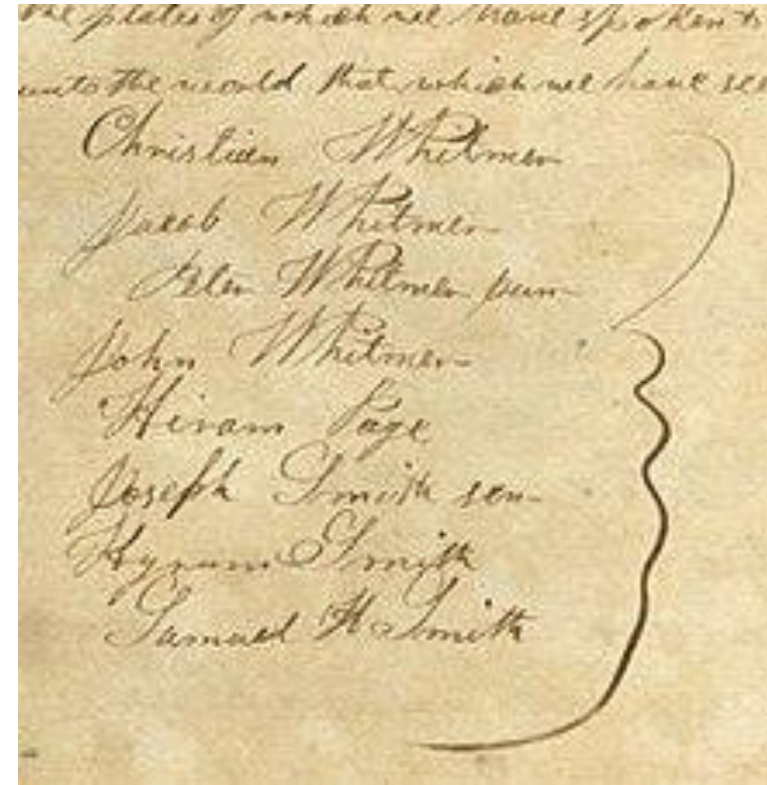 the plates of which we have spoken &
unto the world that which we have see
Christian Whitmer
Jacob Whitmer
Peter Whitmer jun
John Whitmer
Hiram Page
Joseph Smith sen
Hyrum Smith
Samuel H Smith